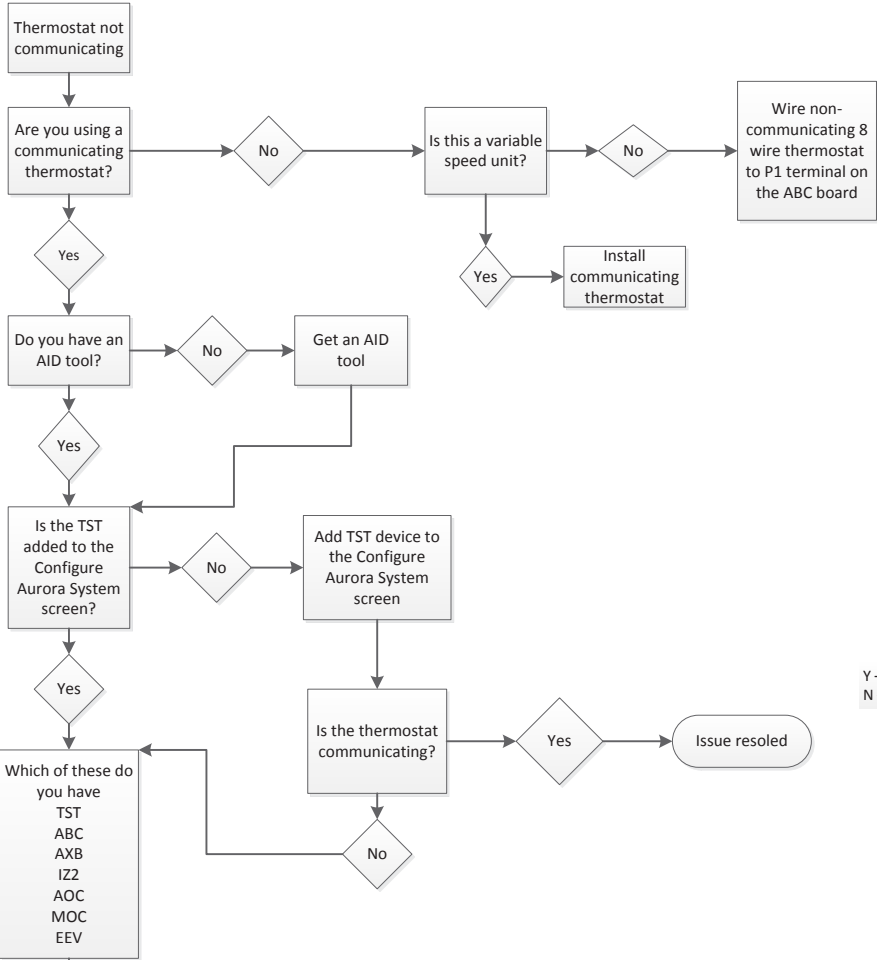 Thermostat not
communicating
Are you using a
communicating
thermostat?
No
Is this a variable
speed unit?
No
Wire non-
communicating 8
wire thermostat
to P1 terminal on
the ABC board
Yes
Yes
Install
communicating
thermostat
Do you have an
AID tool?
No
Get an AID
tool
Yes
Is the TST
added to the
Configure
Aurora System
screen?
No
Add TST device to
the Configure
Aurora System
screen
Yes
Y -
N
Is the thermostat
communicating?
Yes
Issue resoled
Which of these do
you have
TST
ABC
AXB
IZ2
AOC
MOC
EEV
No